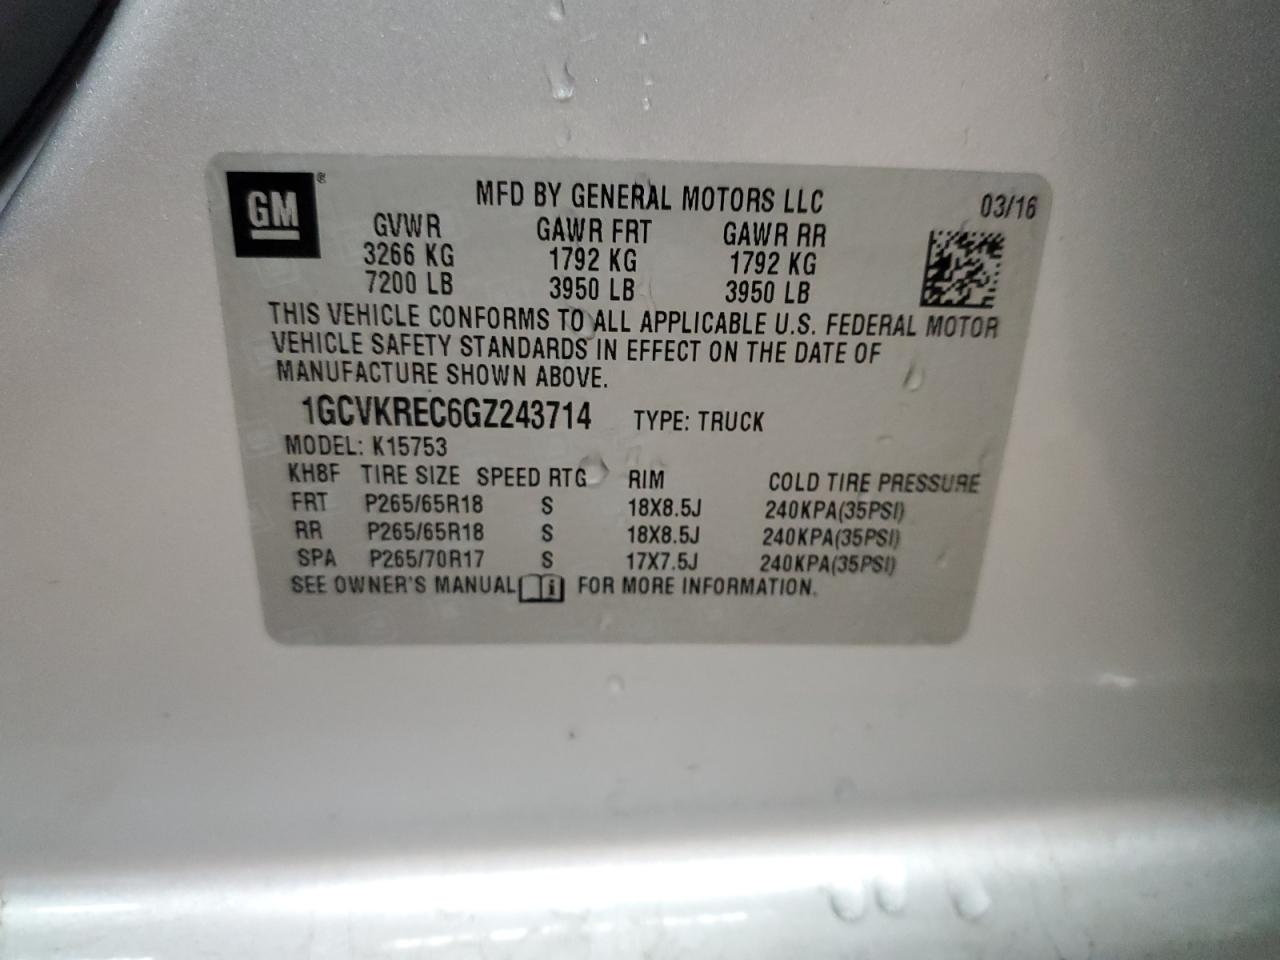 GM®
MFD BY GENERAL MOTORS LLC 03/16
GVWR GAWR FRT GAWR RR
3266 KG 1792 KG 1792 KG
7200 LB 3950 LB 3950 LB
THIS VEHICLE CONFORMS TO ALL APPLICABLE U.S. FEDERAL MOTOR
VEHICLE SAFETY STANDARDS IN EFFECT ON THE DATE OF
MANUFACTURE SHOWN ABOVE.
1GCVKREC6GZ243714 TYPE: TRUCK
MODEL: K15753
KH8F TIRE SIZE SPEED RTG RIM COLD TIRE PRESSURE
FRT P265/65R18 S 18X8.5J 240KPA(35PSI)
RR P265/65R18 S 18X8.5J 240KPA(35PSI)
SPA P265/70R17 S 17X7.5J 240KPA(35PSI)
SEE OWNER'S MANUAL i FOR MORE INFORMATION.